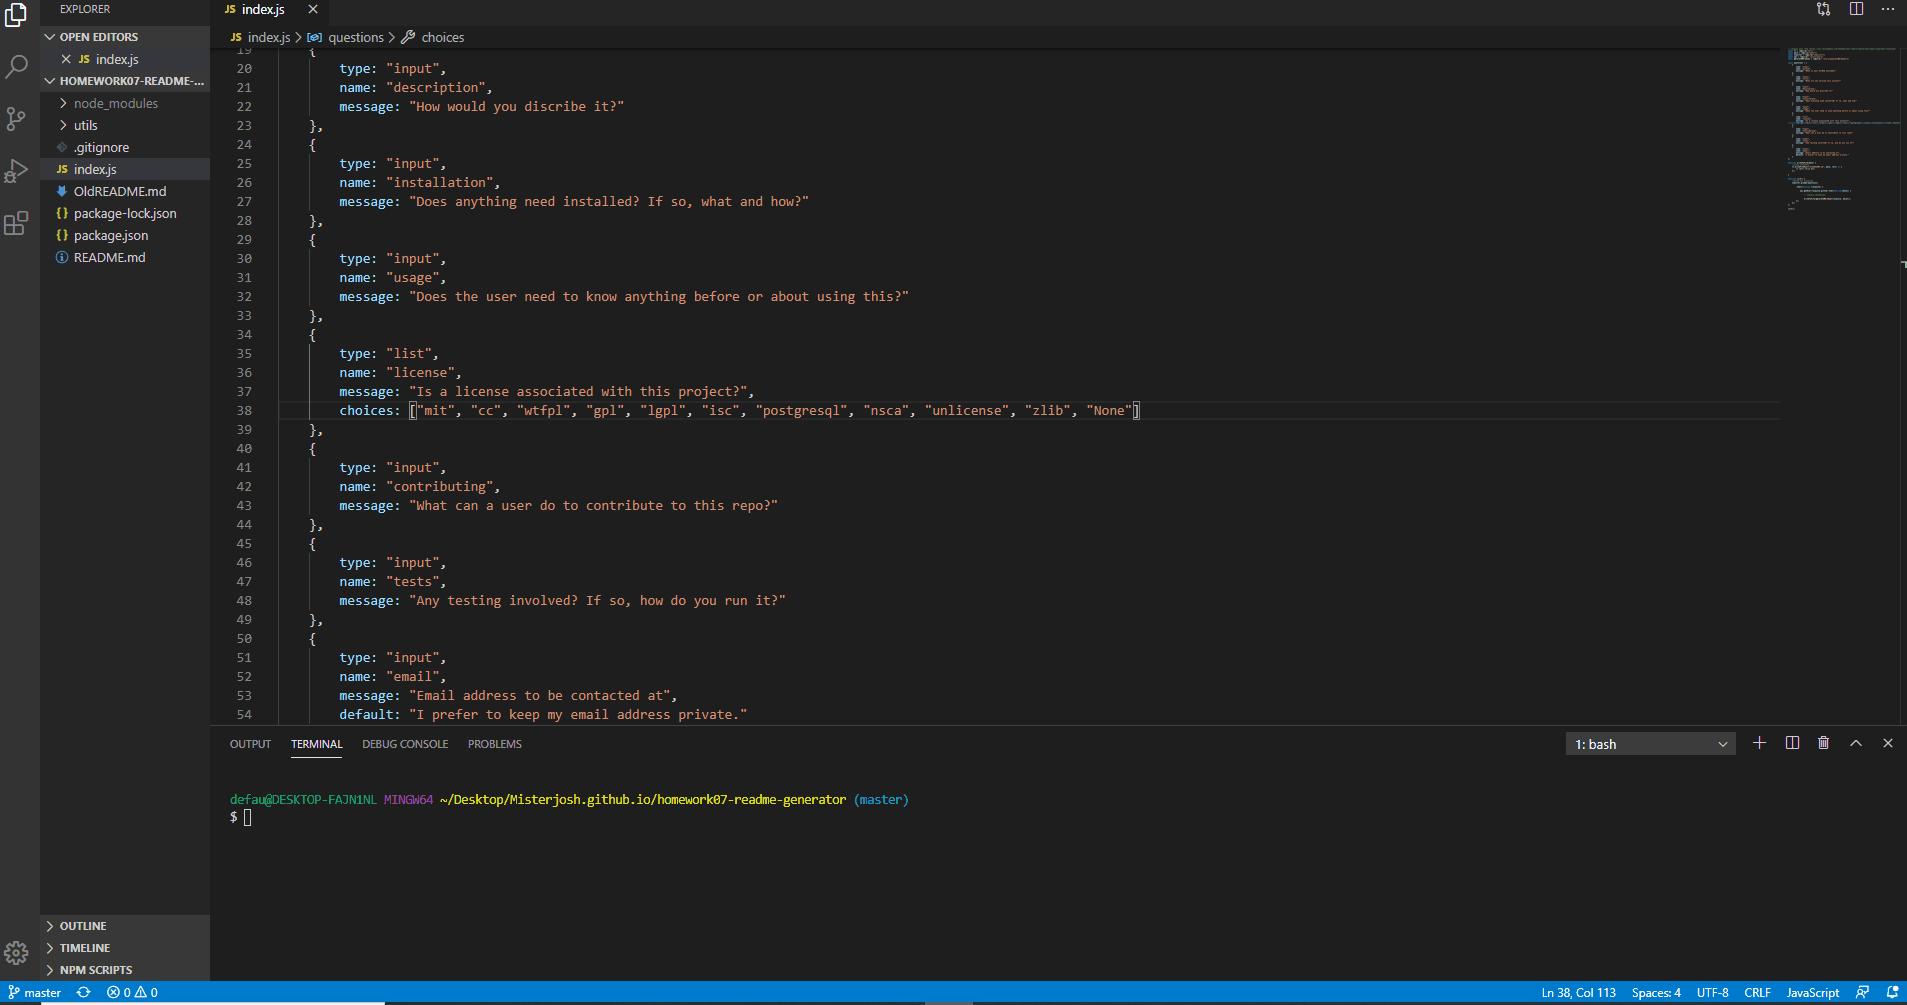 EXPLORER
OPEN EDITORS
JS index.js
HOMEWORK07-README-...
node_modules
utils
.gitignore
JS index.js
OldREADME.md
{} package-lock.json
{} package.json
README.md
OUTLINE
TIMELINE
NPM SCRIPTS
JS index.js
JS index.js > questions > choices
19 {
20 type: "input",
21 name: "description",
22 message: "How would you discribe it?"
23 },
24 {
25 type: "input",
26 name: "installation",
27 message: "Does anything need installed? If so, what and how?"
28 },
29 {
30 type: "input",
31 name: "usage",
32 message: "Does the user need to know anything before or about using this?"
33 },
34 {
35 type: "list",
36 name: "license",
37 message: "Is a license associated with this project?",
38 choices: ["mit", "cc", "wtfpl", "gpl", "lgpl", "isc", "postgresql", "nsca", "unlicense", "zlib", "None"]
39 },
40 {
41 type: "input",
42 name: "contributing",
43 message: "What can a user do to contribute to this repo?"
44 },
45 {
46 type: "input",
47 name: "tests",
48 message: "Any testing involved? If so, how do you run it?"
49 },
50 {
51 type: "input",
52 name: "email",
53 message: "Email address to be contacted at",
54 default: "I prefer to keep my email address private."
OUTPUT TERMINAL DEBUG CONSOLE PROBLEMS 1: bash
defau@DESKTOP-FAJN1NL MINGW64 ~/Desktop/Misterjosh.github.io/homework07-readme-generator (master)
$
master 0 0 Ln 38, Col 113 Spaces: 4 UTF-8 CRLF JavaScript